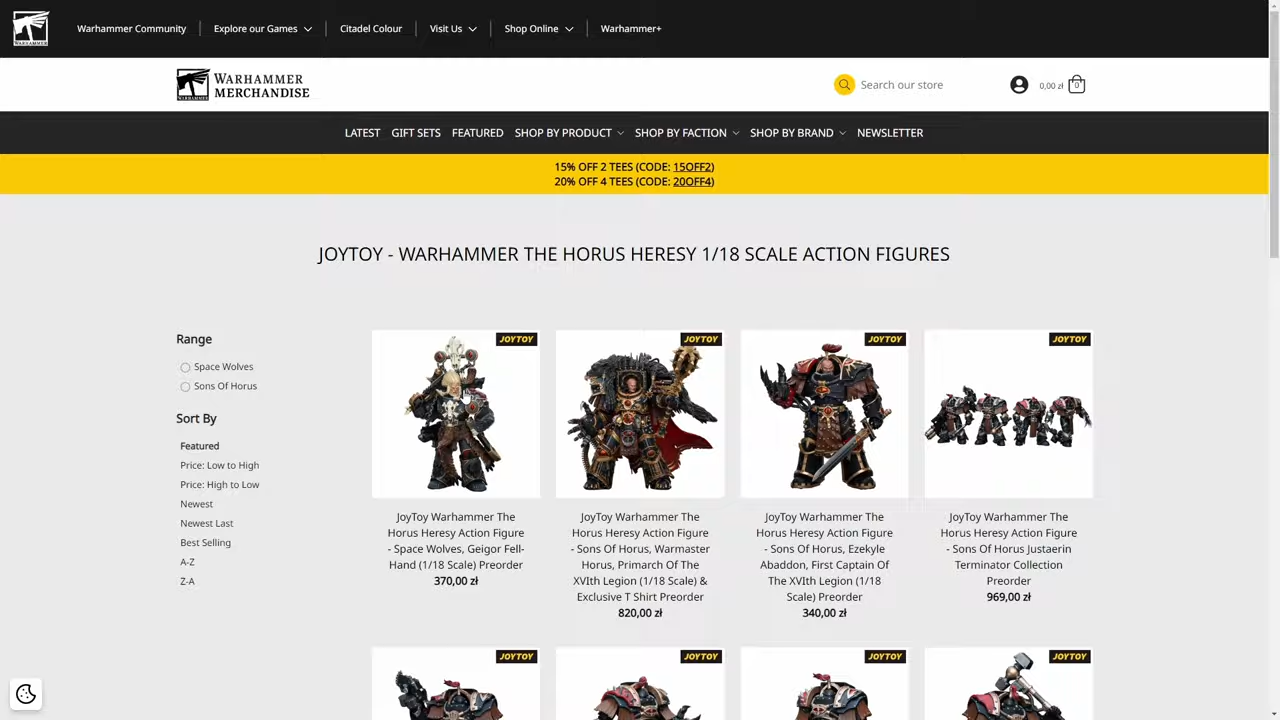 WARHAMMER
Warhammer Community
Explore our Games
Citadel Colour
Visit Us
Shop Online
Warhammer+
WARHAMMER
MERCHANDISE
Search our store
0,00 zł
0
LATEST
GIFT SETS
FEATURED
SHOP BY PRODUCT
SHOP BY FACTION
SHOP BY BRAND
NEWSLETTER
15% OFF 2 TEES (CODE: 15OFF2)
20% OFF 4 TEES (CODE: 20OFF4)
JOYTOY - WARHAMMER THE HORUS HERESY 1/18 SCALE ACTION FIGURES
Range
Space Wolves
Sons Of Horus
Sort By
Featured
Price: Low to High
Price: High to Low
Newest
Newest Last
Best Selling
A-Z
Z-A
JOYTOY
JoyToy Warhammer The
Horus Heresy Action Figure
- Space Wolves, Geigor Fell-
Hand (1/18 Scale) Preorder
370,00 zł
JOYTOY
JoyToy Warhammer The
Horus Heresy Action Figure
- Sons Of Horus, Warmaster
Horus, Primarch Of The
XVIth Legion (1/18 Scale) &
Exclusive T Shirt Preorder
820,00 zł
JOYTOY
JoyToy Warhammer The
Horus Heresy Action Figure
- Sons Of Horus, Ezekyle
Abaddon, First Captain Of
The XVIth Legion (1/18
Scale) Preorder
340,00 zł
JOYTOY
JoyToy Warhammer The
Horus Heresy Action Figure
- Sons Of Horus Justaerin
Terminator Collection
Preorder
969,00 zł
JOYTOY
JOYTOY
JOYTOY
JOYTOY